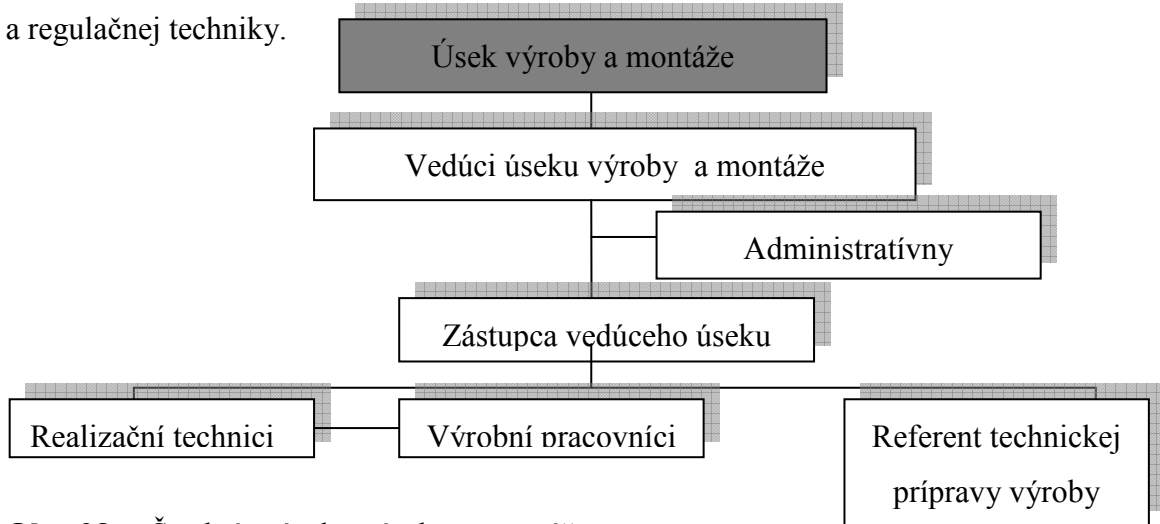 a regulačnej techniky.
Úsek výroby a montáže
Vedúci úseku výroby a montáže
Administratívny
Zástupca vedúceho úseku
Realizační technici
Výrobní pracovníci
Referent technickej
prípravy výroby